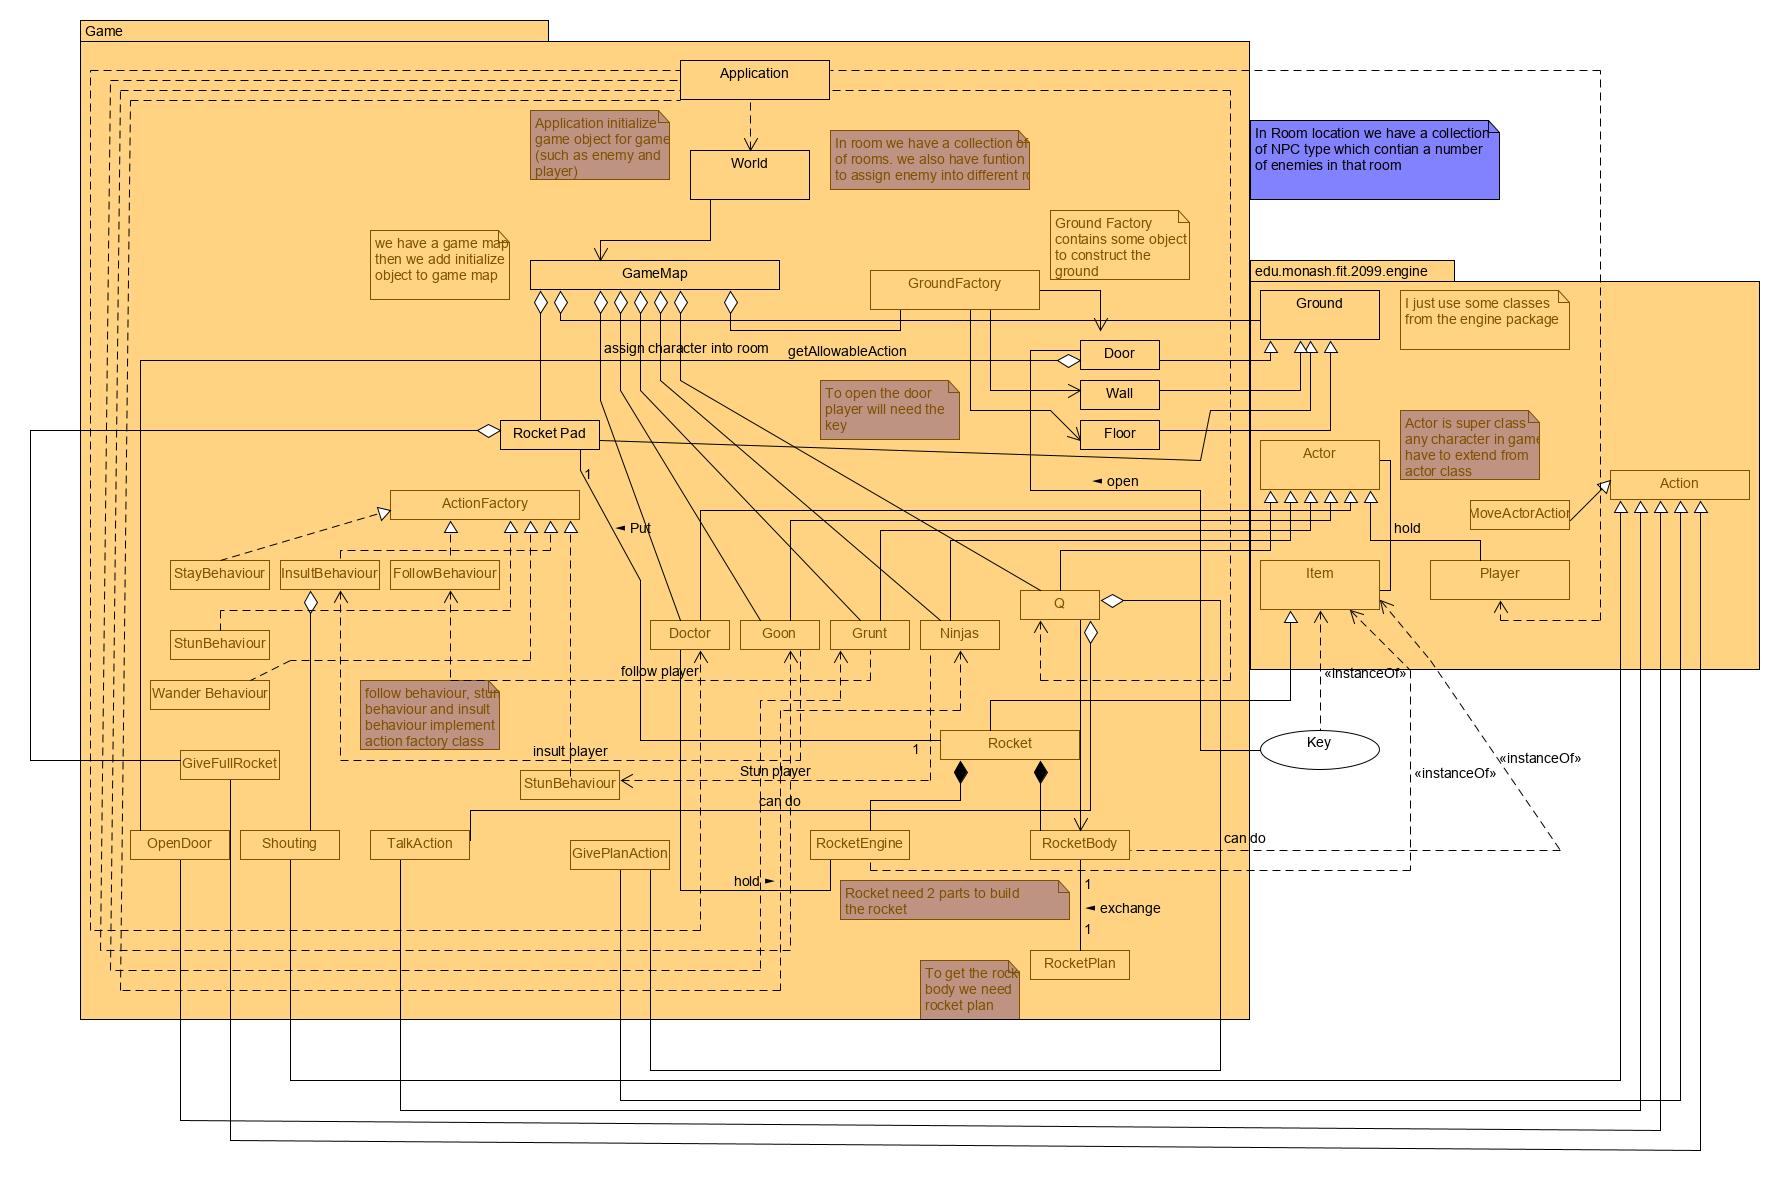 Game
Application
Application initialize
game object for game
(such as enemy and
player)
World
In room we have a collection of
of rooms. we also have funtion
to assign enemy into different
In Room location we have a collection
of NPC type which contian a number
of enemies in that room
we have a game map
then we add initialize
object to game map
GameMap
GroundFactory
Ground Factory
contains some object
to construct the
ground
edu.monash.fit.2099.engine
Ground
I just use some classes
from the engine package
assign character into room
getAllowableAction
Door
Wall
Floor
To open the door
player will need the
key
Rocket Pad
1
◄ Put
◄ open
Actor
Actor is super class
any character in game
have to extend from
actor class
Action
MoveActorAction
hold
ActionFactory
StayBehaviour
InsultBehaviour
FollowBehaviour
Item
Player
Q
StunBehaviour
Doctor
Goon
Grunt
Ninjas
follow player
Wander Behaviour
follow behaviour, stun
behaviour and insult
behaviour implement
action factory class
«instanceOf»
Key
«instanceOf»
«instanceOf»
Rocket
1
insult player
GiveFullRocket
StunBehaviour
Stun player
can do
OpenDoor
Shouting
TalkAction
GivePlanAction
RocketEngine
RocketBody
can do
hold ►
Rocket need 2 parts to build
the rocket
1
◄ exchange
1
RocketPlan
To get the rock
body we need
rocket plan